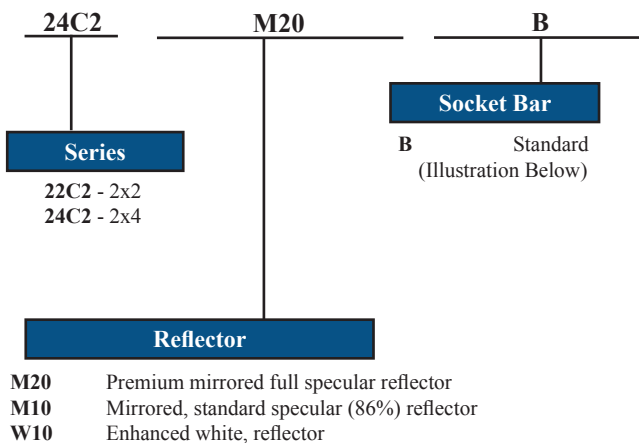 24C2 M20 B
Socket Bar
B Standard
(Illustration Below)
Series
22C2 - 2x2
24C2 - 2x4
Reflector
M20 Premium mirrored full specular reflector
M10 Mirrored, standard specular (86%) reflector
W10 Enhanced white, reflector